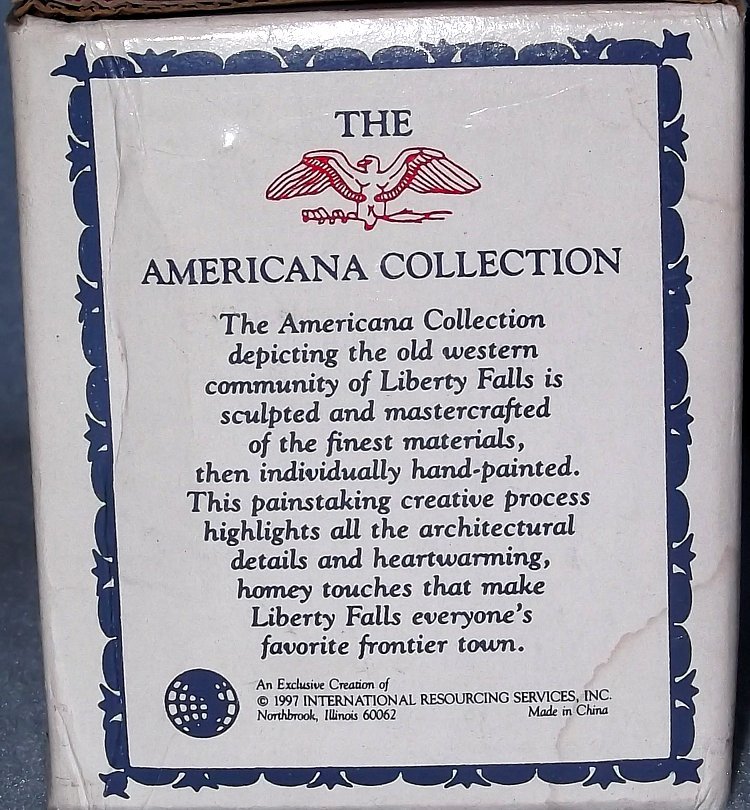 THE
AMERICANA COLLECTION
The Americana Collection
depicting the old western
community of Liberty Falls is
sculpted and mastercrafted
of the finest materials,
then individually hand-painted.
This painstaking creative process
highlights all the architectural
details and heartwarming,
homey touches that make
Liberty Falls everyone's
favorite frontier town.
An Exclusive Creation of
© 1997 INTERNATIONAL RESOURCING SERVICES, INC.
Northbrook, Illinois 60062 Made in China